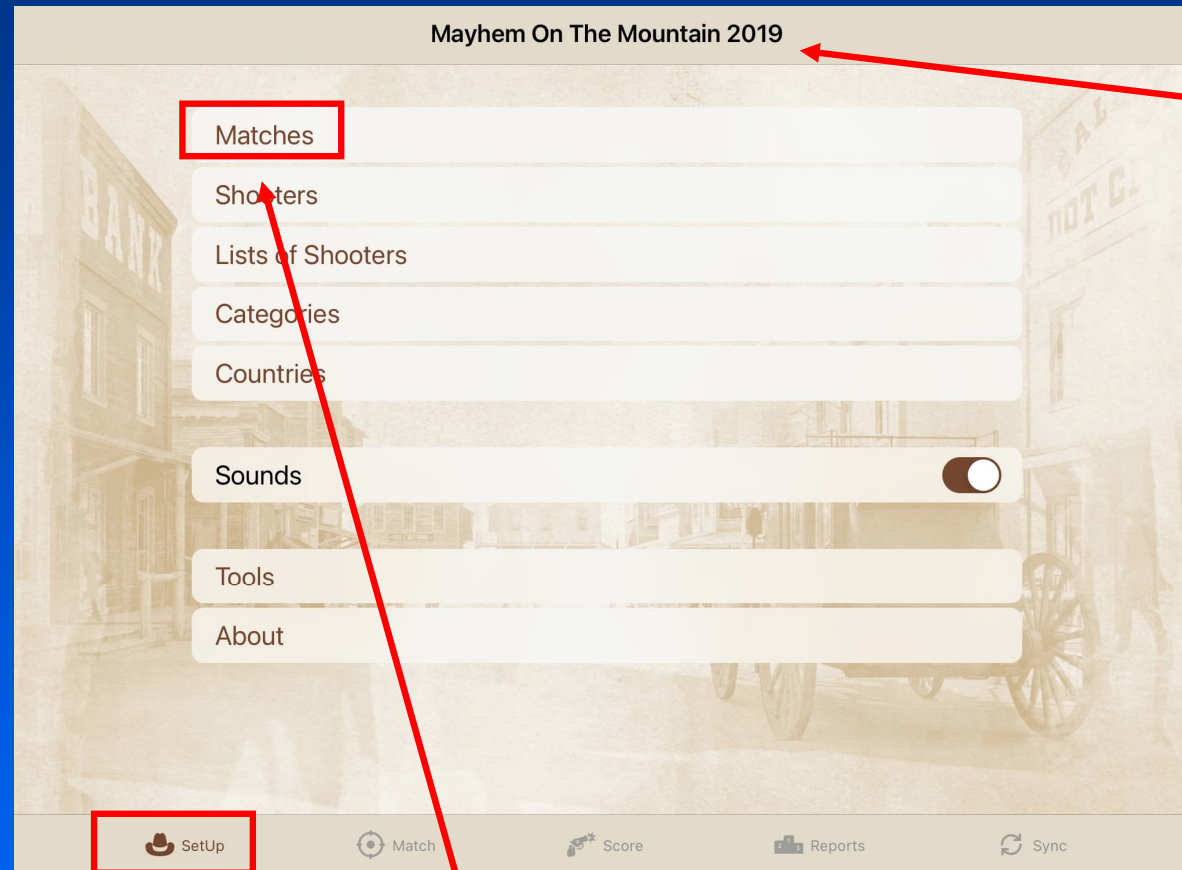 Mayhem On The Mountain 2019
Matches
Shooters
Lists of Shooters
Categories
Countries
Sounds
Tools
About
BANK
SetUp
Match
Score
Reports
Sync